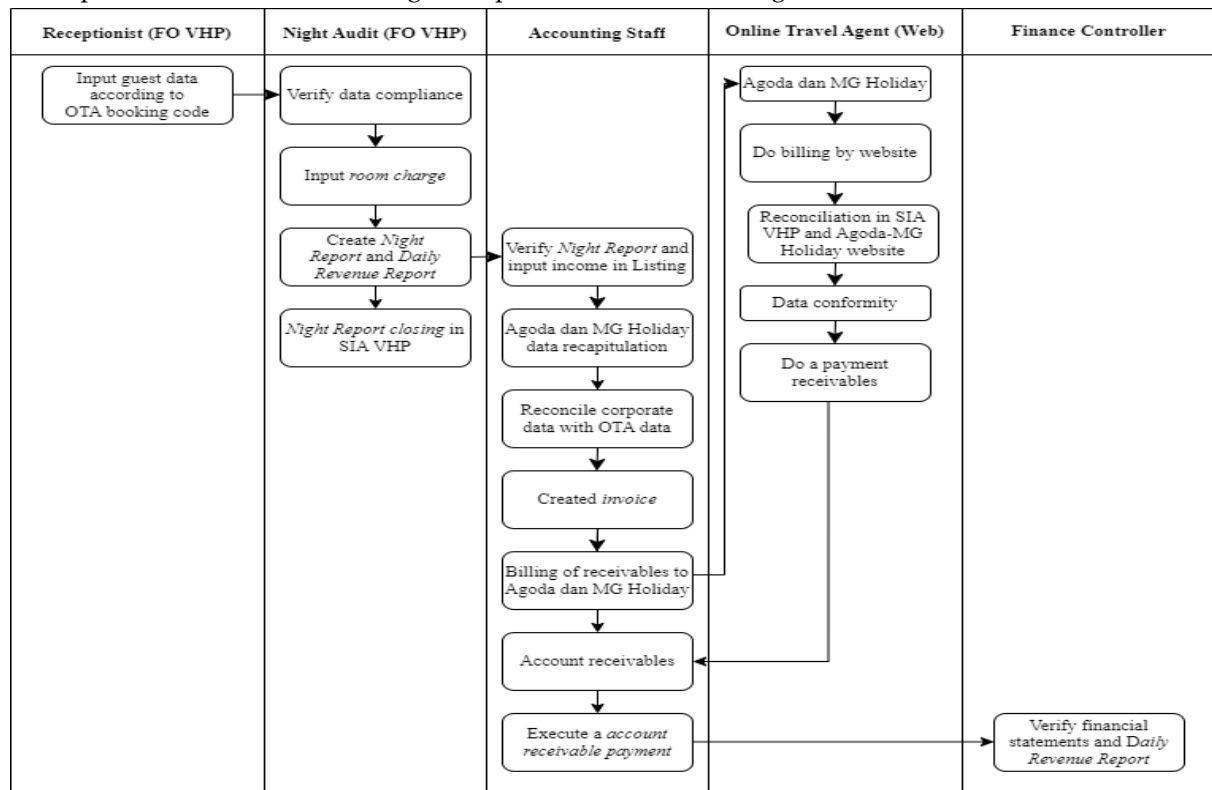 Receptionist (FO VHP)
Night Audit (FO VHP)
Accounting Staff
Online Travel Agent (Web)
Finance Controller
Input guest data
according to
OTA booking code
Verify data compliance
Input room charge
Create Night
Report and Daily
Revenue Report
Night Report closing in
SIA VHP
Verify Night Report and
input income in Listing
Agoda dan MG Holiday
data recapitulation
Reconcile corporate
data with OTA data
Created invoice
Billing of receivables to
Agoda dan MG Holiday
Account receivables
Execute a account
receivable payment
Agoda dan MG Holiday
Do billing by website
Reconciliation in SIA
VHP and Agoda-MG
Holiday website
Data conformity
Do a payment
receivables
Verify financial
statements and Daily
Revenue Report